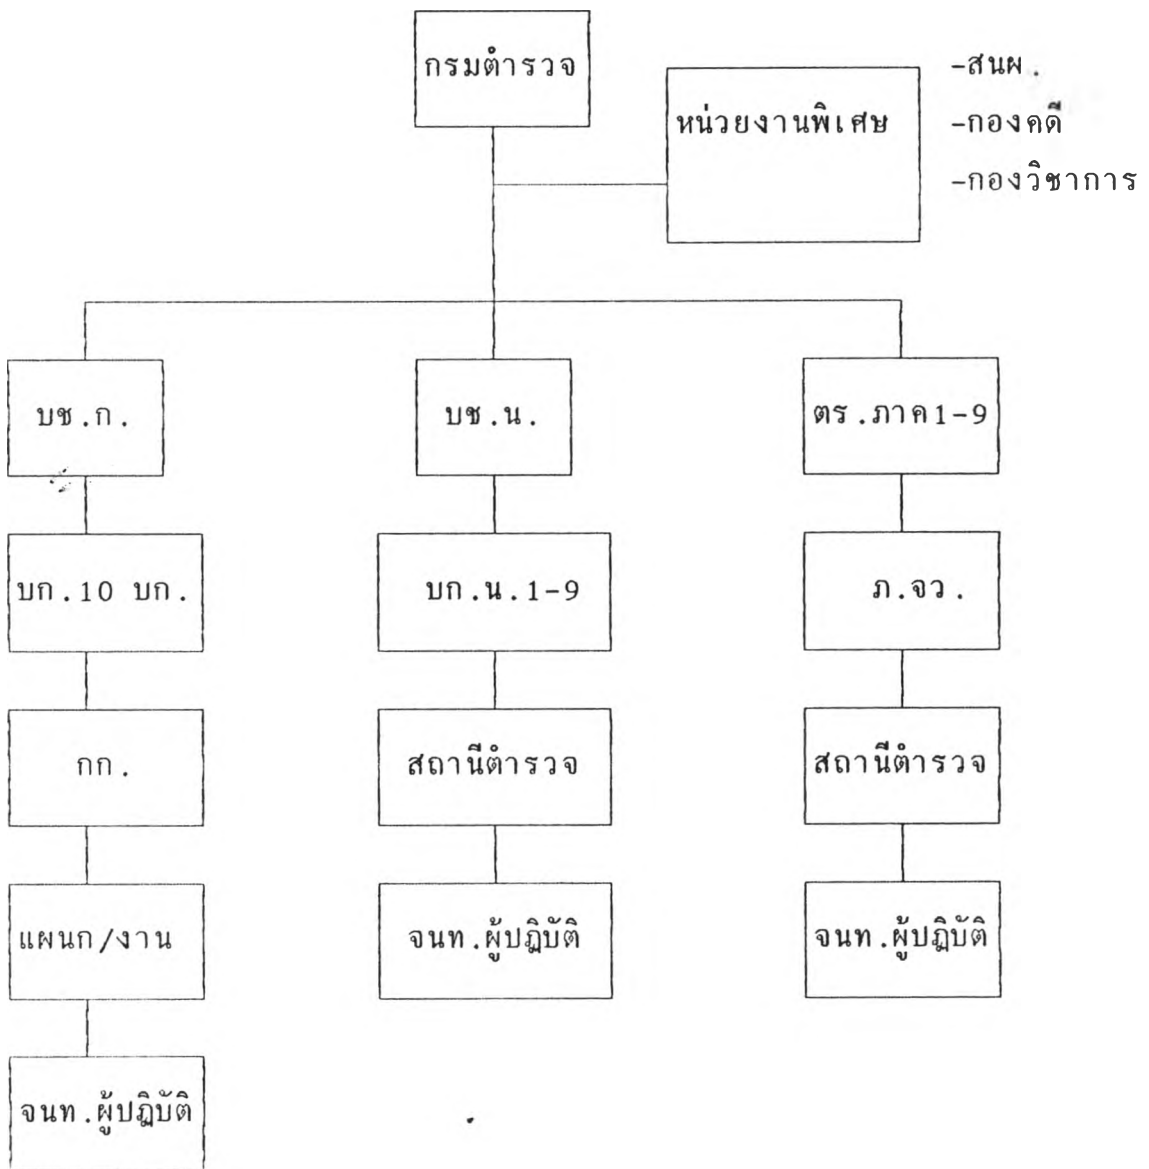 กรมตำรวจ
หน่วยงานพิเศษ
-สนผ.
-กองคดี
-กองวิชาการ
บช.ก.
บช.น.
ตร.ภาค1-9
บก.10 บก.
บก.น.1-9
ภ.จว.
กก.
สถานีตำรวจ
สถานีตำรวจ
แผนก/งาน
จนท.ผู้ปฏิบัติ
จนท.ผู้ปฏิบัติ
จนท.ผู้ปฏิบัติ